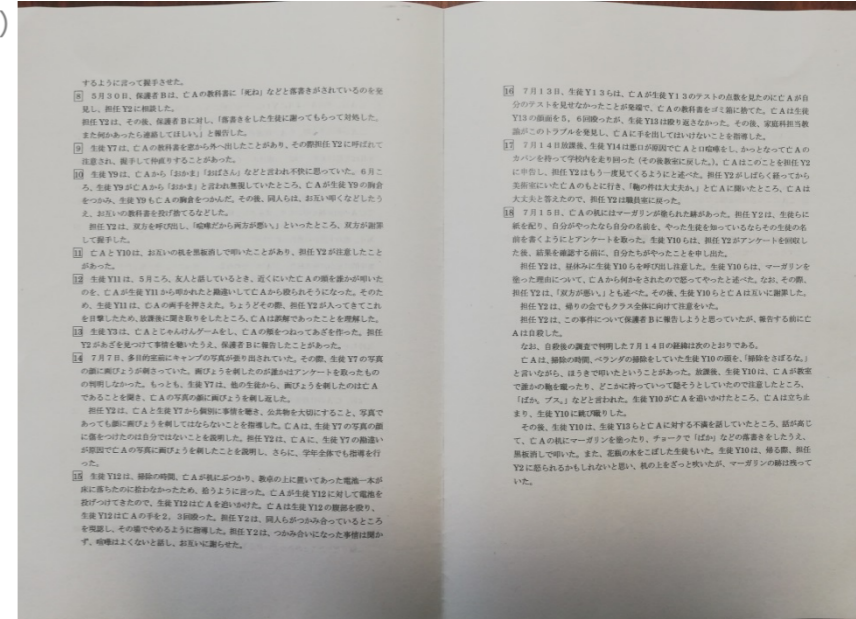 )
するように言って握手させた。
8 5月30日、保護者Bは、CAの教科書に「死ね」などと落書きがされているのを発
見し、担任Y2に相談した。
担任Y2は、その後、保護者Bに対し、「落書きをした生徒に謝ってもらって対処した。
また何かあったら連絡してほしい。」と報告した。
9 生徒Y7は、CAの教科書を窓から外へ出したことがあり、その際担任Y2に呼ばれて
注意され、握手して仲直りすることがあった。
10 生徒Y9は、CAから「おかま」「おばさん」などと言われ不快に思っていた。6月こ
ろ、生徒Y9がCAから「おかま」と言われ無視していたところ、CAが生徒Y9の胸倉
をつかみ、生徒Y9もCAの胸倉をつかんだ。その後、同人らは、お互い叩くなどしたう
え、お互いの教科書を投げ捨てるなどした。
担任Y2は、双方を呼び出し、「喧嘩だから両方が悪い。」といったところ、双方が謝罪
して握手した。
11 CAとY10は、お互いの机を黒板消しで叩いたことがあり、担任Y2が注意したこと
があった。
12 生徒Y11は、5月ころ、友人と話しているとき、近くにいたCAの頭を誰かが叩いた
のを、CAが生徒Y11から叩かれたと勘違いしてCAから殴られそうになった。そのた
め、生徒Y11は、CAの両手を押さえた。ちょうどその際、担任Y2が入ってきてこれ
を目撃したため、放課後に聞き取りをしたところ、CAは誤解であったことを理解した。
13 生徒Y3は、CAとじゃんけんゲームをし、CAの頬をつねってあざを作った。担任
Y2があざを見つけて事情を聴いたうえ、保護者Bに報告したことがあった。
14 7月7日、多目的室前にキャンプの写真が張り出されていた。その際、生徒Y7の写真
の顔に画びょうが刺さっていた。画びょうを刺したのが誰かはアンケートを取ったもの
の判明しなかった。もっとも、生徒Y7は、他の生徒から、画びょうを刺したのはCA
であることを聞き、CAの写真の顔に画びょうを刺し返した。
担任Y2は、CAと生徒Y7から個別に事情を聴き、公共物を大切にすること、写真で
あっても顔に画びょうを刺してはならないことを指導した。CAは、生徒Y7の写真の顔
に傷をつけたのは自分ではないことを説明した。担任Y2は、CAに、生徒Y7の勘違い
が原因でCAの写真に画びょうを刺したことを説明し、さらに、学年全体でも指導を行
った。
15 生徒Y12は、掃除の時間、CAが机にぶつかり、教卓の上に置いてあった電池一本が
床に落ちたのに拾わなかったため、拾うように言った。CAが生徒Y12に対して電池を
投げつけてきたので、生徒Y12はCAを追いかけた。CAは生徒Y12の腹部を殴り、
生徒Y12はCAの手を2、3回殴った。担任Y2は、同人らがつかみ合っているところ
を現認し、その場でやめるように指導した。担任Y2は、つかみ合いになった事情は聞か
ず、喧嘩はよくないと話し、お互いに謝らせた。
16 7月13日、生徒Y13らは、CAが生徒Y13のテストの点数を見たのにCAが自
分のテストを見せなかったことが発端で、CAの教科書をゴミ箱に捨てた。CAは生徒
Y13の顔面を5、6回殴ったが、生徒Y13は殴り返さなかった。その後、家庭科担当教
諭がこのトラブルを発見し、CAに手を出してはいけないことを指導した。
17 7月14日放課後、生徒Y14は悪口が原因でCAと口喧嘩をし、かっとなってCAの
カバンを持って学校内を走り回った(その後教室に戻した。)。CAはこのことを担任Y2
に申告し、担任Y2はもう一度見てくるようにと述べた。担任Y2がしばらく経ってから
美術室にいたCAのもとに行き、「鞄の件は大丈夫か。」とCAに聞いたところ、CAは
大丈夫と答えたので、担任Y2は職員室に戻った。
18 7月15日、CAの机にはマーガリンが塗られた跡があった。担任Y2は、生徒らに
紙を配り、自分がやったなら自分の名前を、やった生徒を知っているならその生徒の名
前を書くようにとアンケートを取った。生徒Y10らは、担任Y2がアンケートを回収し
た後、結果を確認する前に、自分たちがやったことを申し出た。
担任Y2は、昼休みに生徒Y10らを呼び出し注意した。生徒Y10らは、マーガリンを
塗った理由について、CAから何かをされたので怒ってやったと述べた。なお、その際、
担任Y2は、「双方が悪い。」とも述べた。その後、生徒Y10らとCAは互いに謝罪した。
担任Y2は、帰りの会でもクラス全体に向けて注意をした。
担任Y2は、この事件について保護者Bに報告しようと思っていたが、報告する前にC
Aは自殺した。
なお、自殺後の調査で判明した7月14日の経緯は次のとおりである。
CAは、掃除の時間、ベランダの掃除をしていた生徒Y10の頭を、「掃除をさぼるな。」
と言いながら、ほうきで叩いたということがあった。放課後、生徒Y10は、CAが教室
で誰かの鞄を蹴ったり、どこかに持っていって隠そうとしていたので注意したところ、
「ばか、ブス。」などと言われた。生徒Y10がCAを追いかけたところ、CAは立ち止
まり、生徒Y10に跳び蹴りした。
その後、生徒Y10は、生徒Y13らとCAに対する不満を話していたところ、話が高じ
て、CAの机にマーガリンを塗ったり、チョークで「ばか」などの落書きをしたうえ、
黒板消しで叩いた。また、花瓶の水をこぼした生徒もいた。生徒Y10は、帰る際、担任
Y2に怒られるかもしれないと思い、机の上をざっと吹いたが、マーガリンの跡は残って
いた。